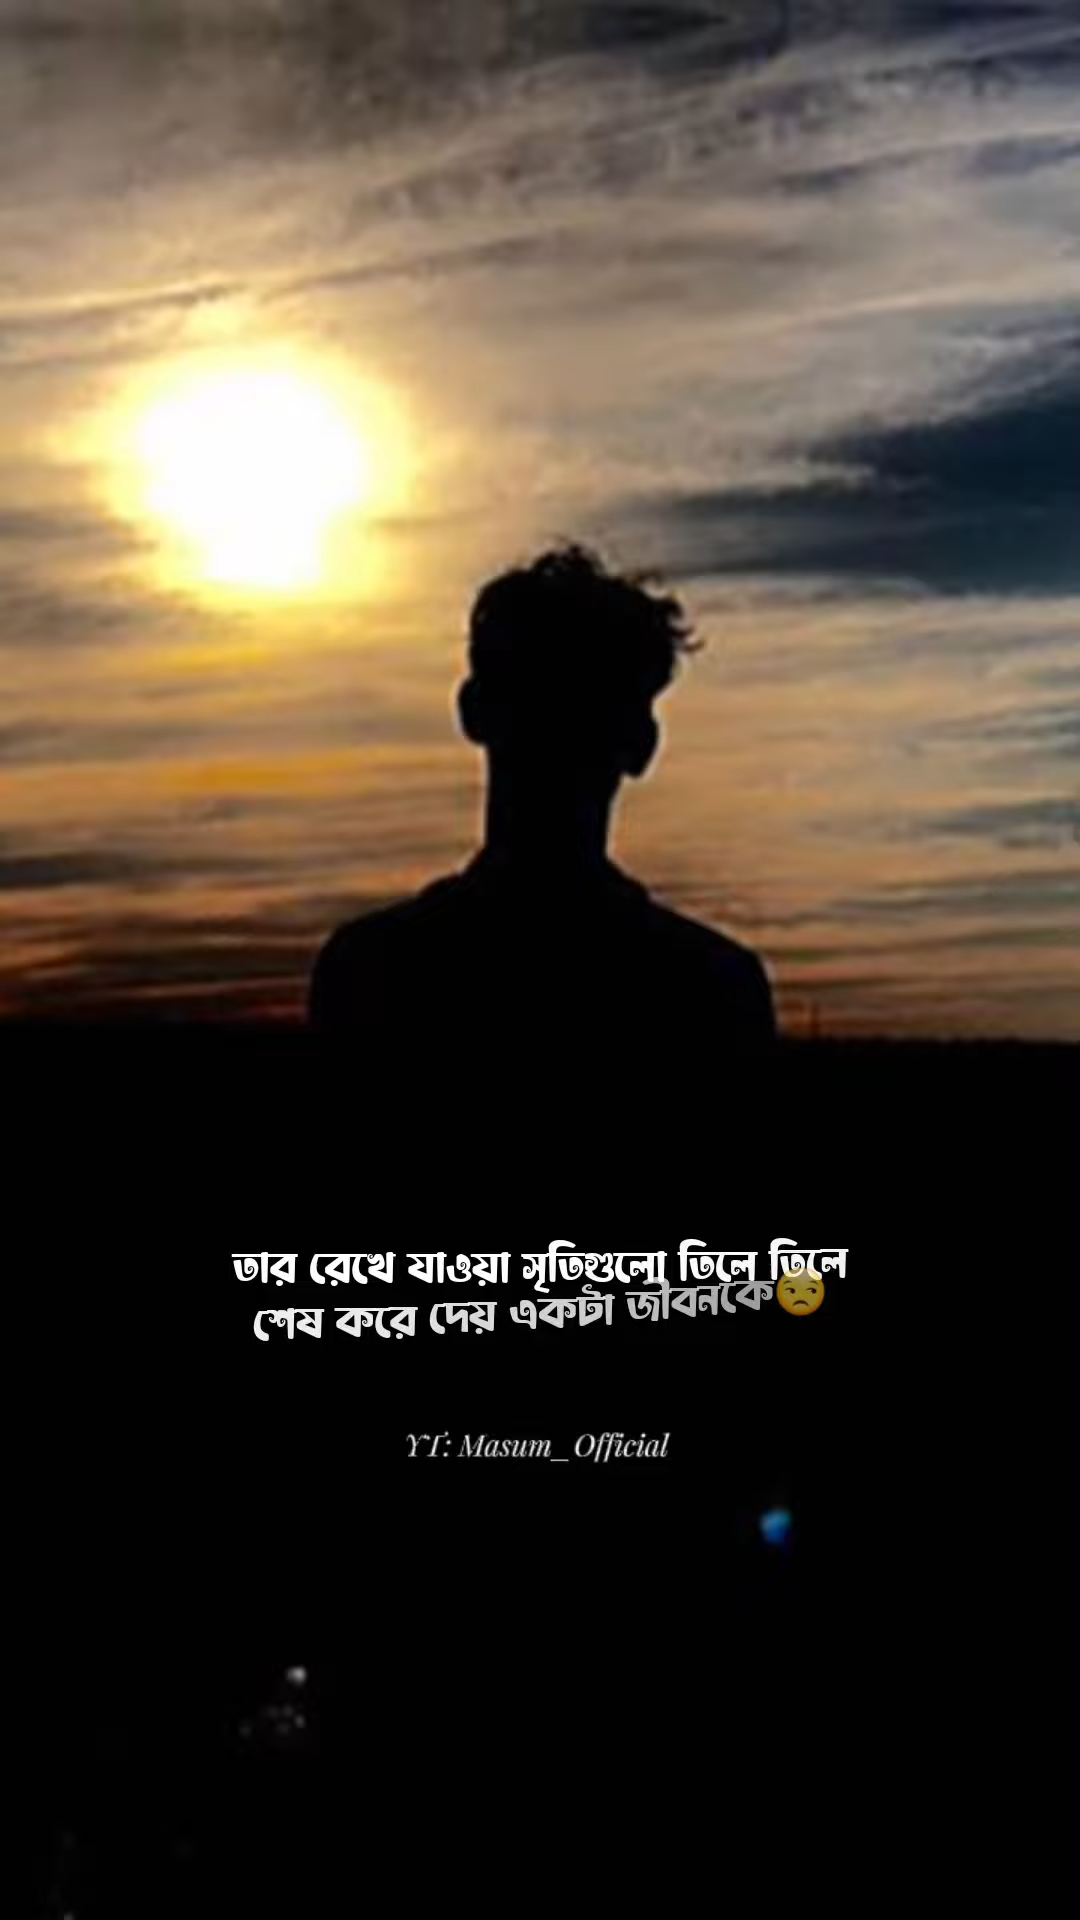 তার রেখে যাওয়া সৃতিগুলো তিলে তিলে
শেষ করে দেয় একটা জীবনকে😒
YT: Masum_Official